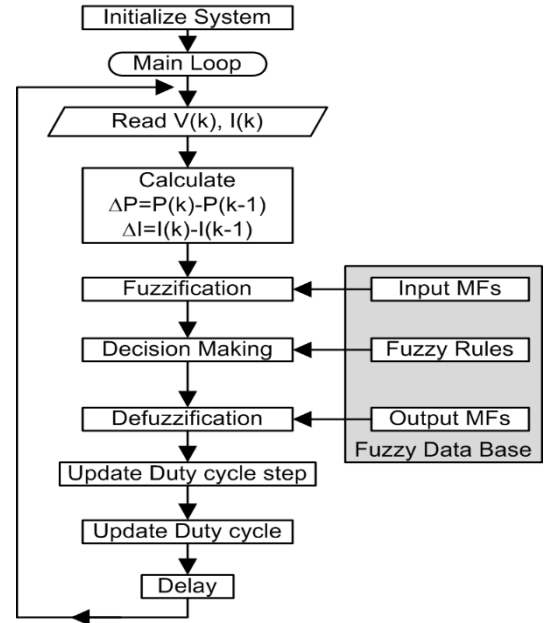 Initialize System
Main Loop
Read V(k), I(k)
Calculate
ΔP=P(k)-P(k-1)
ΔI=I(k)-I(k-1)
Fuzzification
Input MFs
Decision Making
Fuzzy Rules
Defuzzification
Output MFs
Fuzzy Data Base
Update Duty cycle step
Update Duty cycle
Delay